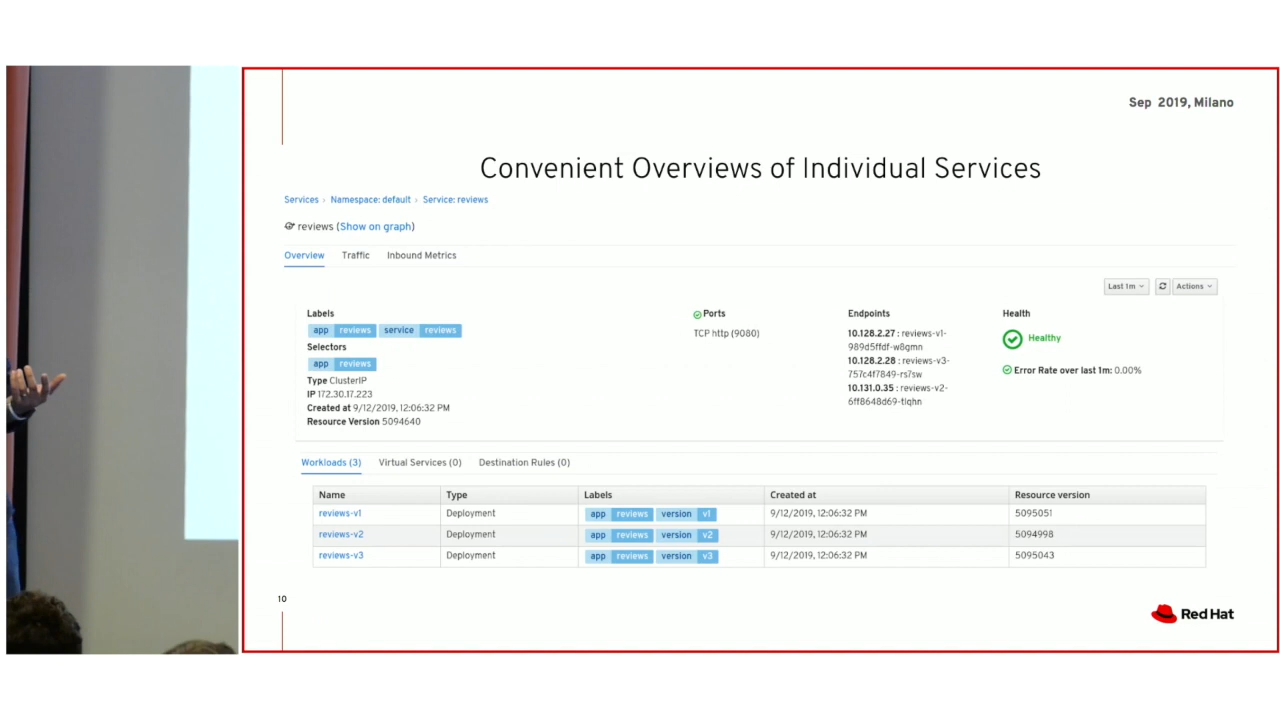 Sep 2019, Milano
Convenient Overviews of Individual Services
Services › Namespace: default › Service: reviews
reviews (Show on graph)
Overview Traffic Inbound Metrics
Last 1m Actions
Labels
app reviews service reviews
Selectors
app reviews
Type ClusterIP
IP 172.30.17.223
Created at 9/12/2019, 12:06:32 PM
Resource Version 5094640
Ports
TCP http (9080)
Endpoints
10.128.2.27 : reviews-v1-
989d5ffdf-w8gmn
10.128.2.28 : reviews-v3-
757c4f7849-rs7sw
10.131.0.35 : reviews-v2-
6ff8648d69-tlqhn
Health
Healthy
Error Rate over last 1m: 0.00%
Workloads (3) Virtual Services (0) Destination Rules (0)
Name Type Labels Created at Resource version
reviews-v1 Deployment app reviews version v1 9/12/2019, 12:06:32 PM 5095051
reviews-v2 Deployment app reviews version v2 9/12/2019, 12:06:32 PM 5094998
reviews-v3 Deployment app reviews version v3 9/12/2019, 12:06:32 PM 5095043
10
Red Hat